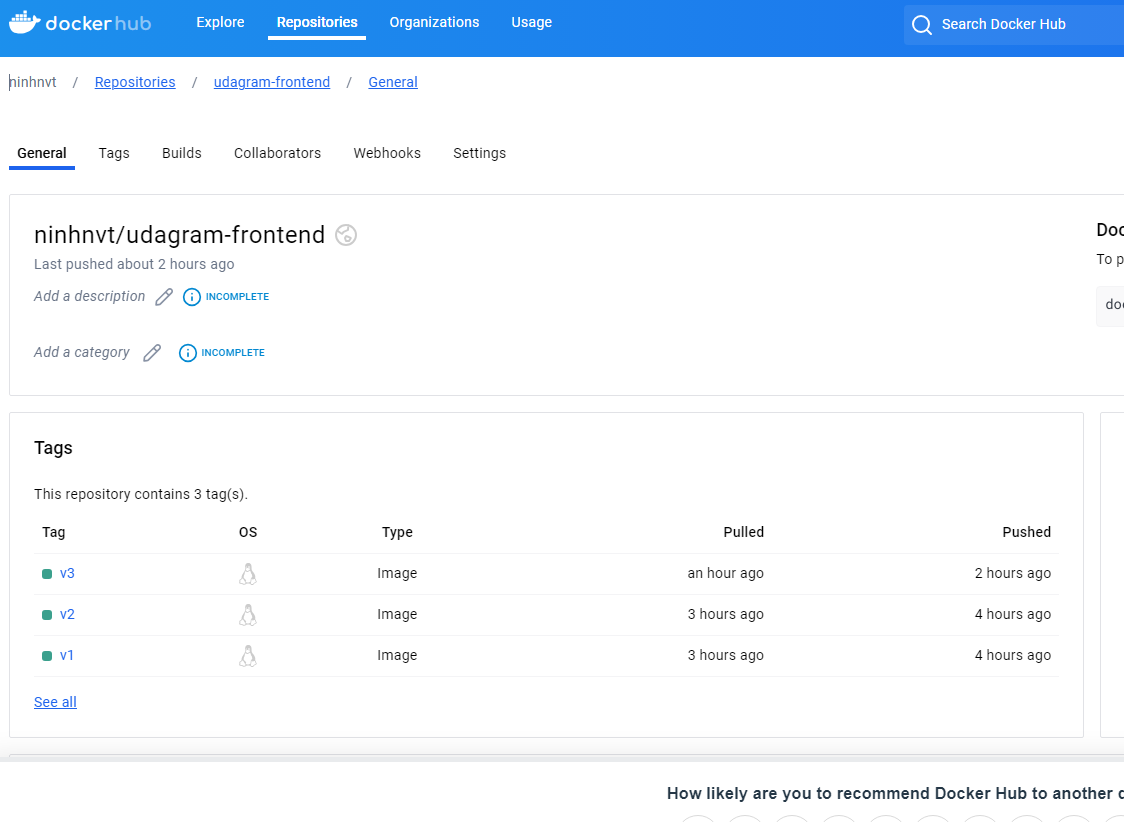 dockerhub Explore Repositories Organizations Usage Search Docker Hub
ninhnvt / Repositories / udagram-frontend / General
General Tags Builds Collaborators Webhooks Settings
ninhnvt/udagram-frontend
Last pushed about 2 hours ago
Add a description INCOMPLETE
Add a category INCOMPLETE
Doc
To p
doc
Tags
This repository contains 3 tag(s).
Tag OS Type Pulled Pushed
v3 Image an hour ago 2 hours ago
v2 Image 3 hours ago 4 hours ago
v1 Image 3 hours ago 4 hours ago
See all
How likely are you to recommend Docker Hub to another